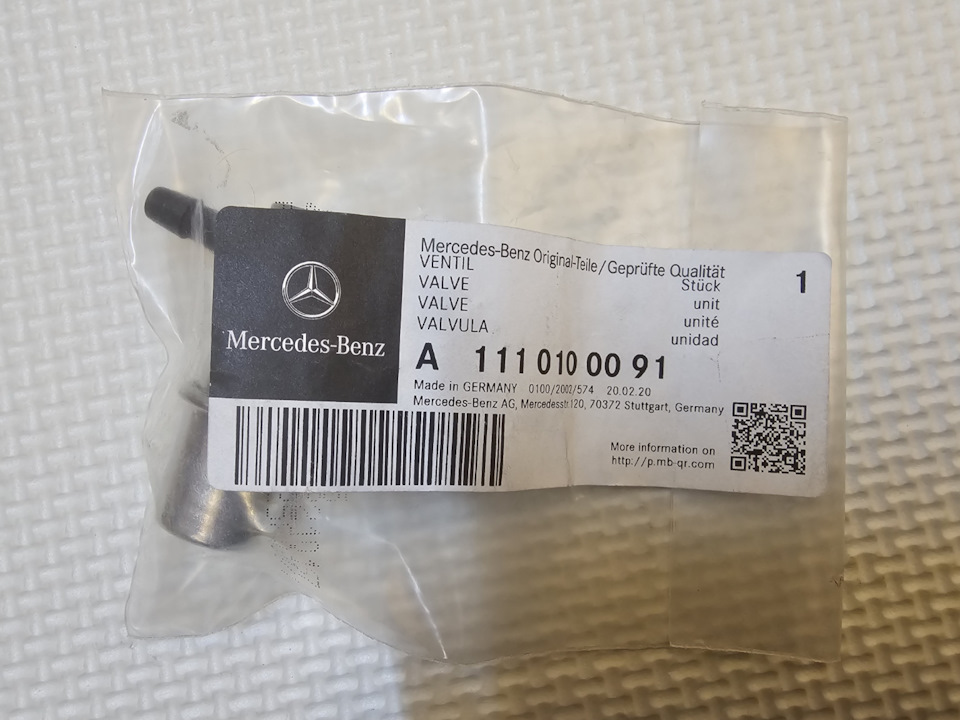 Mercedes-Benz
Mercedes-Benz Original-Teile/Geprüfte Qualität
VENTIL Stück 1
VALVE unit
VALVE unité
VALVULA unidad
A 111 010 00 91
Made in GERMANY 0100/2002/574 20.02.20
Mercedes-Benz AG, Mercedesstr.120, 70372 Stuttgart, Germany
More information on
http://p.mb-qr.com